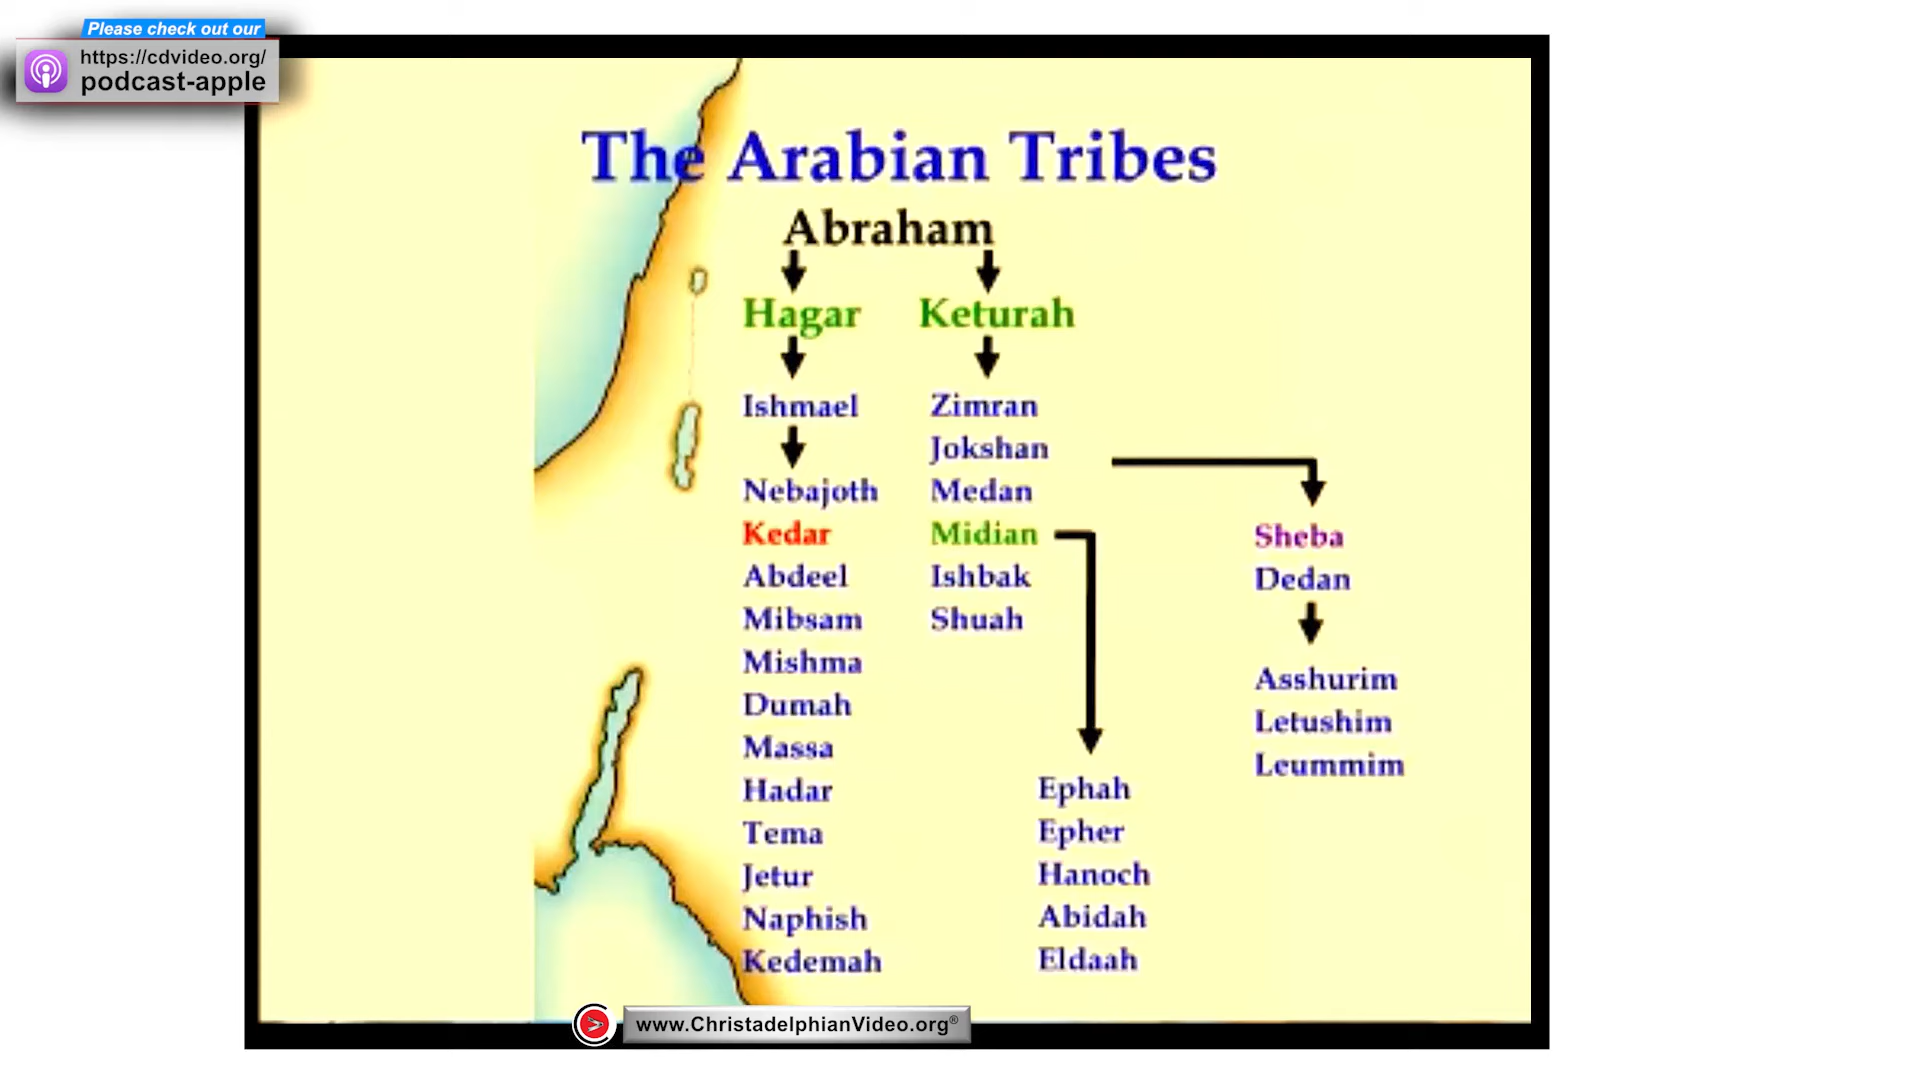 Please check out our
https://cdvideo.org/
podcast-apple
The Arabian Tribes
Abraham
Hagar
Keturah
Ishmael
Nebajoth
Kedar
Abdeel
Mibsam
Mishma
Dumah
Massa
Hadar
Tema
Jetur
Naphish
Kedemah
Zimran
Jokshan
Medan
Midian
Ishbak
Shuah
Ephah
Epher
Hanoch
Abidah
Eldaah
Sheba
Dedan
Asshurim
Letushim
Leummim
www.ChristadelphianVideo.org®